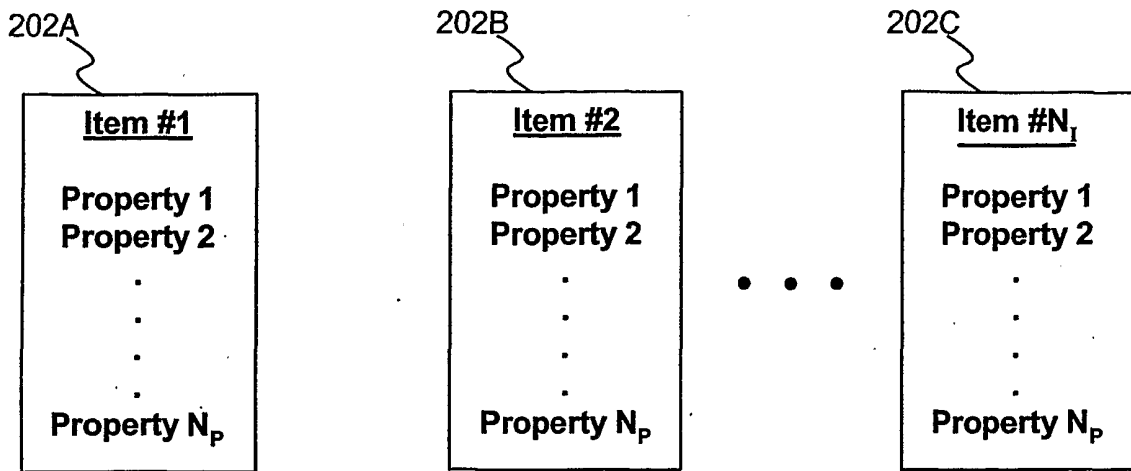 202A
202B
202C
Item #1
Property 1
Property 2
Property N_P
Item #2
Property 1
Property 2
Property N_P
Item #N_I
Property 1
Property 2
Property N_P